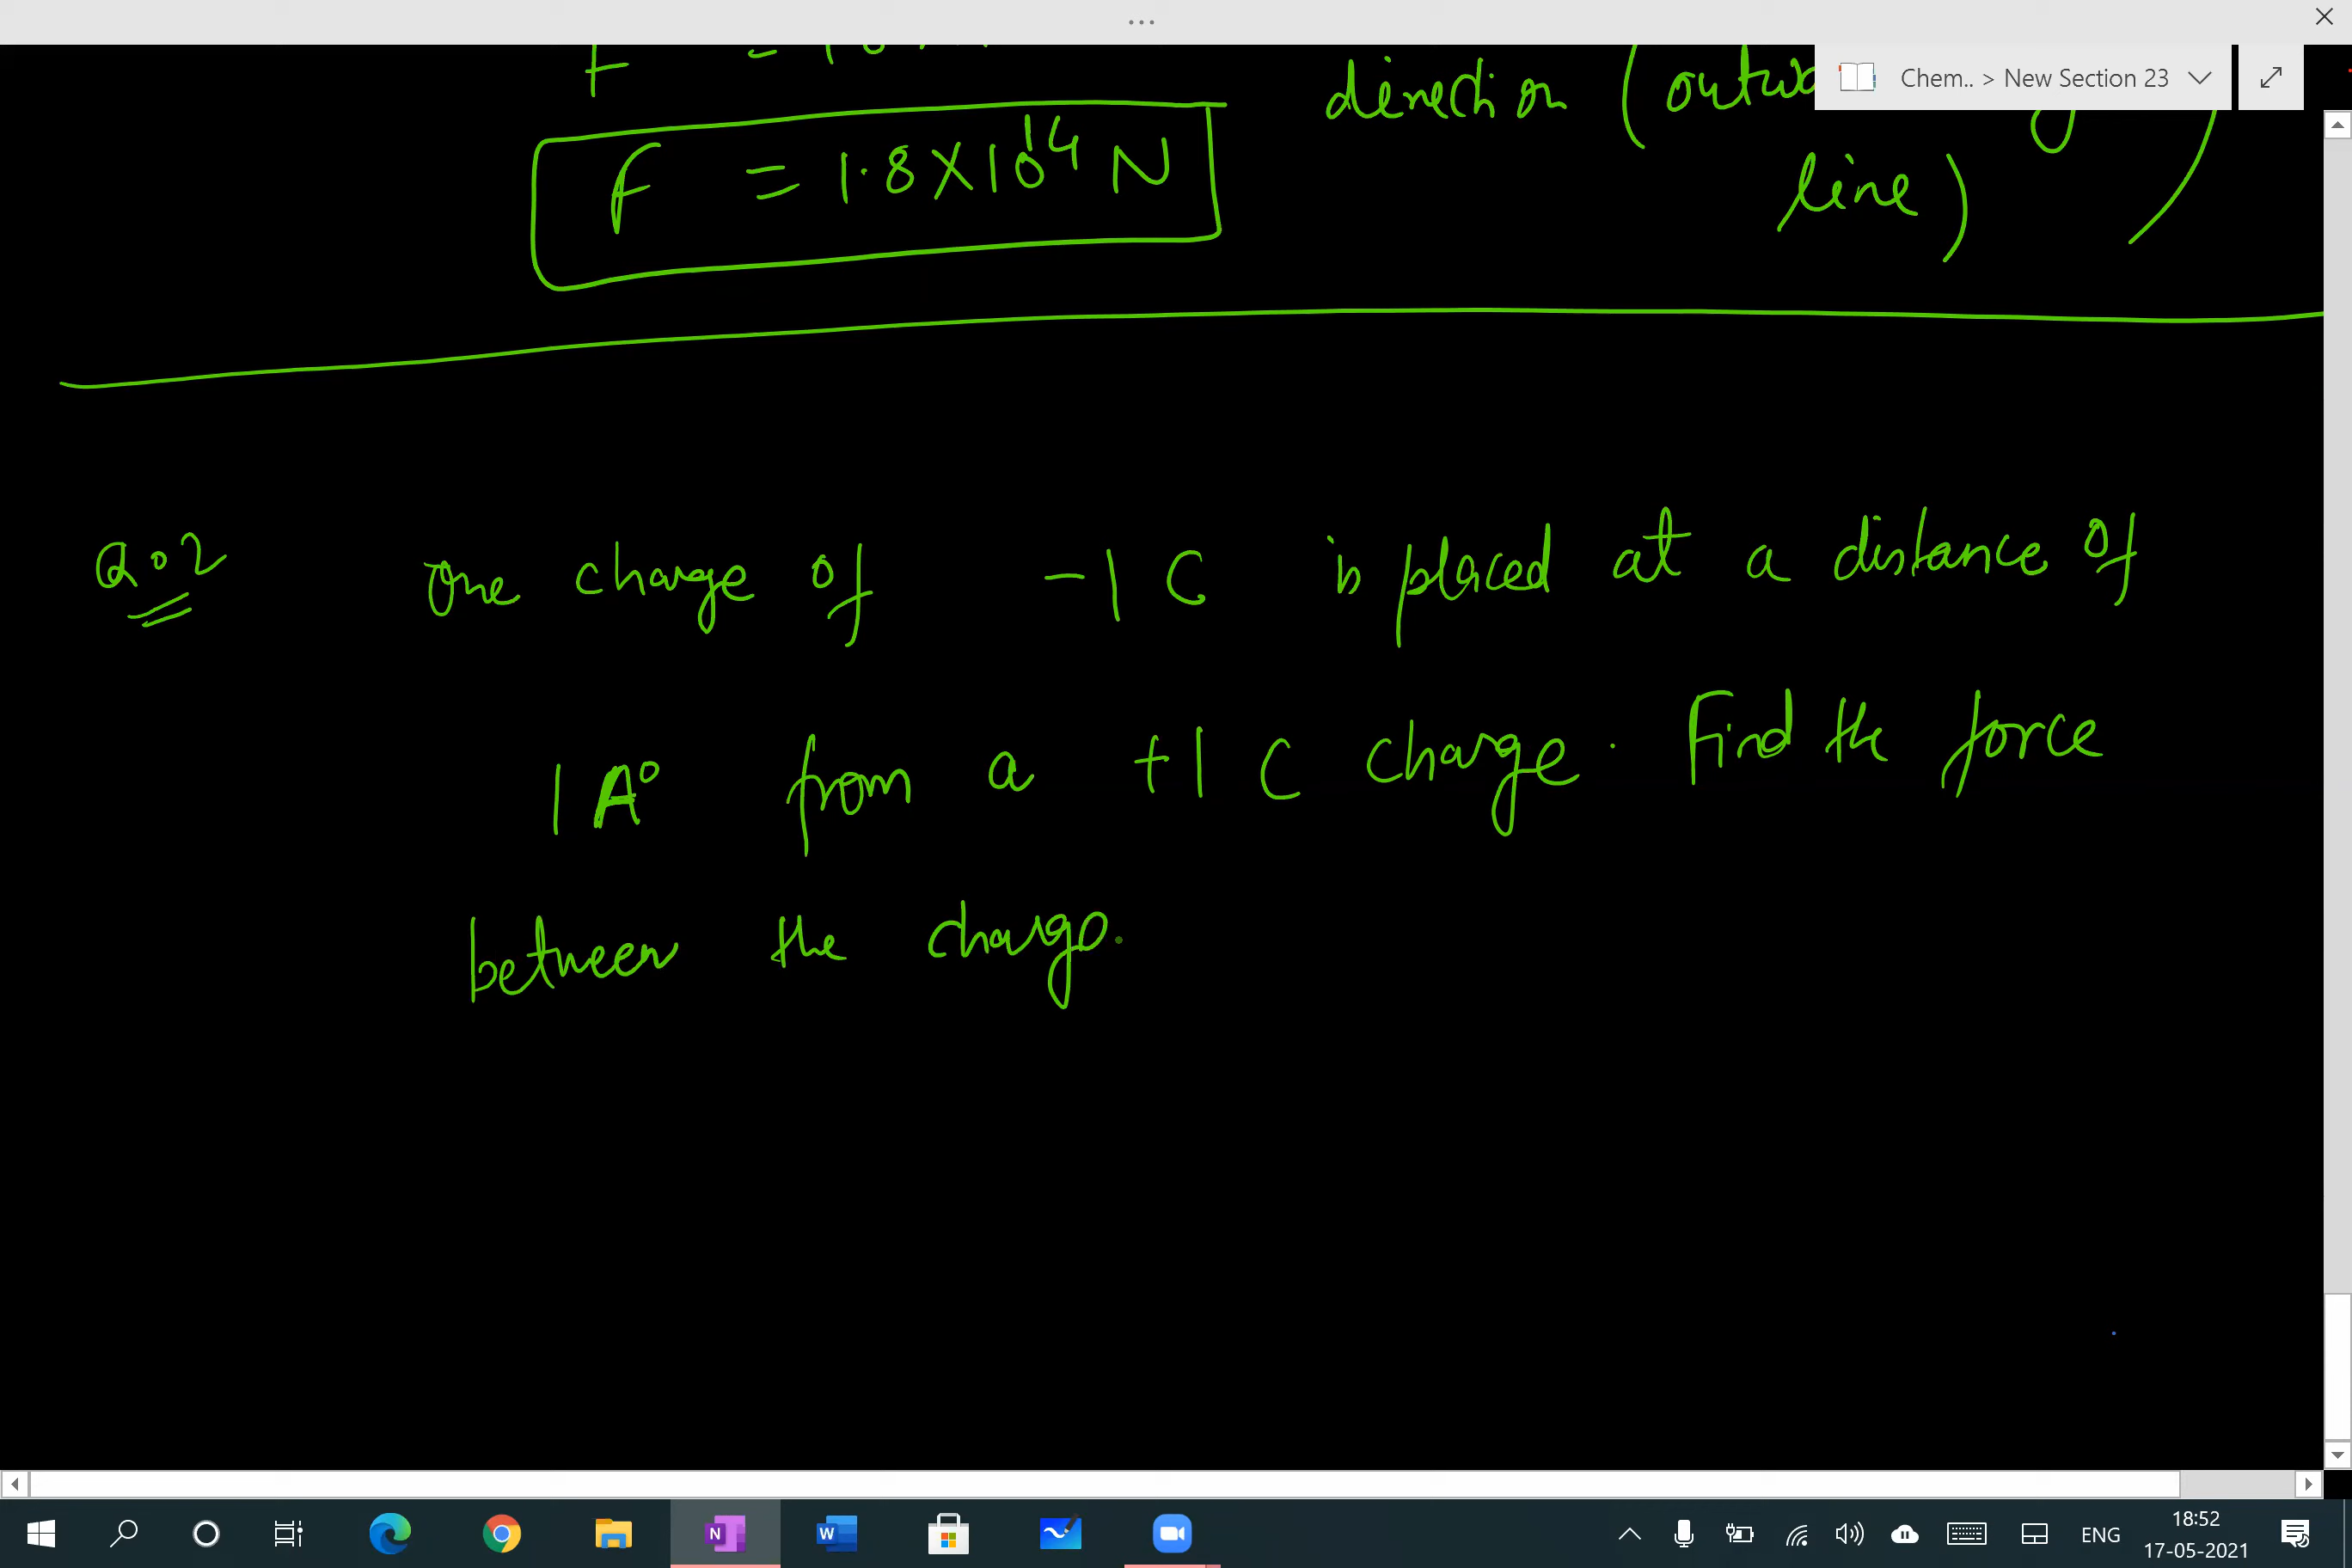 ...
Chem.. > New Section 23
F =
direction (outwa
F = 1.8 X 10^14 N
line)
Q.2 One charge of -1 C is placed at a distance of
1 A° from a +1 C charge. Find the force
between the charge.
N
W
ENG
18:52
17-05-2021